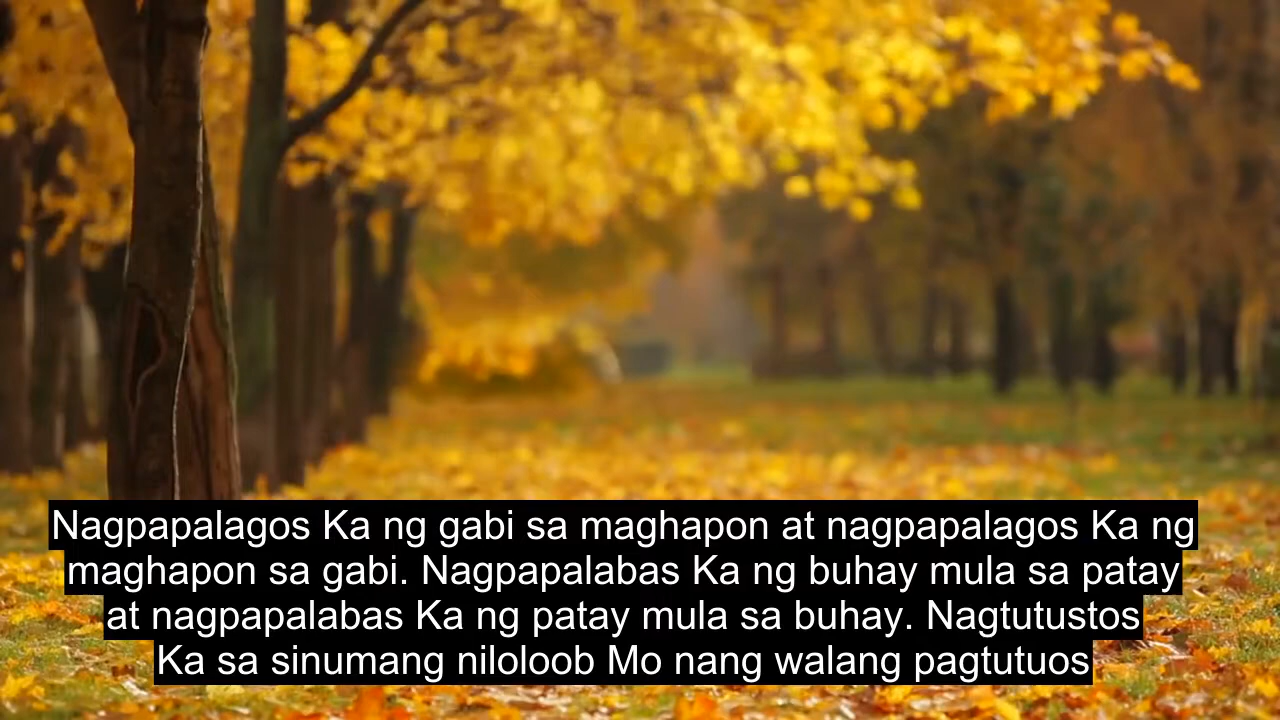 Nagpapalagos Ka ng gabi sa maghapon at nagpapalagos Ka ng
maghapon sa gabi. Nagpapalabas Ka ng buhay mula sa patay
at nagpapalabas Ka ng patay mula sa buhay. Nagtutustos
Ka sa sinumang niloloob Mo nang walang pagtutuos